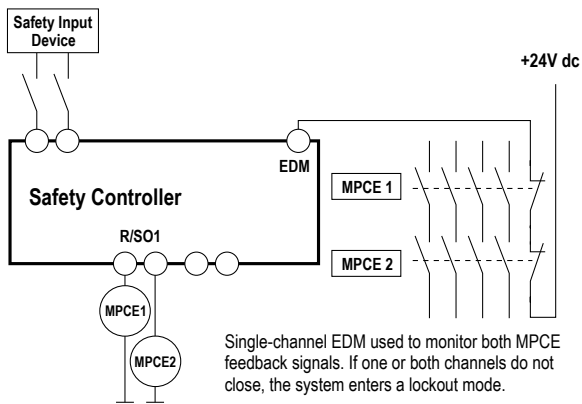 Safety Input
Device
+24V dc
EDM
Safety Controller
MPCE 1
R/SO1
MPCE 2
MPCE1
MPCE2
Single-channel EDM used to monitor both MPCE
feedback signals. If one or both channels do not
close, the system enters a lockout mode.